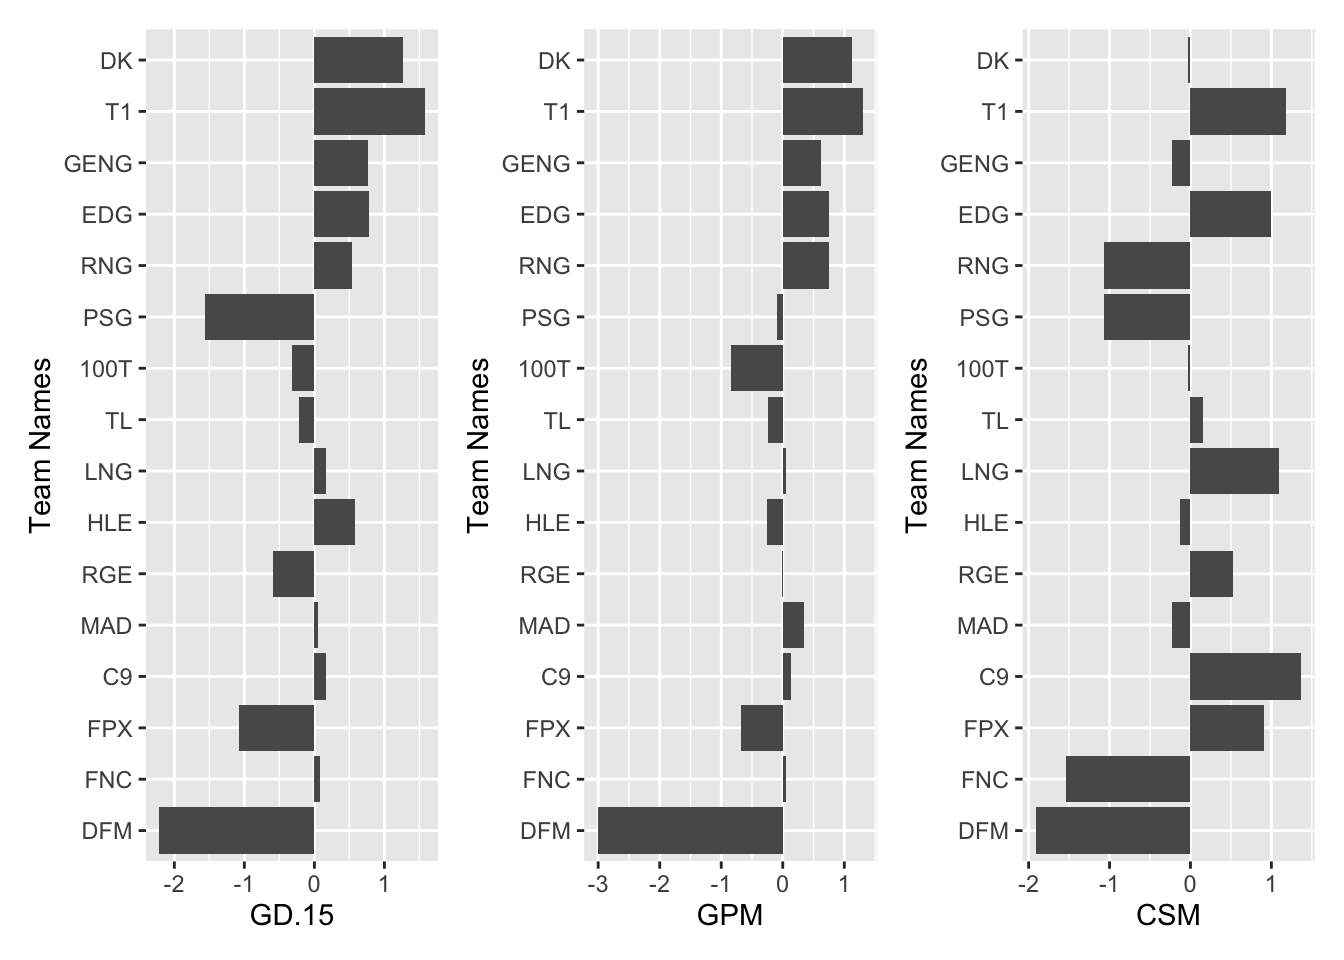 DK
T1
GENG
EDG
RNG
PSG
100T
TL
LNG
HLE
RGE
MAD
C9
FPX
FNC
DFM
Team Names
-2 -1 0 1
GD.15
DK
T1
GENG
EDG
RNG
PSG
100T
TL
LNG
HLE
RGE
MAD
C9
FPX
FNC
DFM
Team Names
-3 -2 -1 0 1
GPM
DK
T1
GENG
EDG
RNG
PSG
100T
TL
LNG
HLE
RGE
MAD
C9
FPX
FNC
DFM
Team Names
-2 -1 0 1
CSM